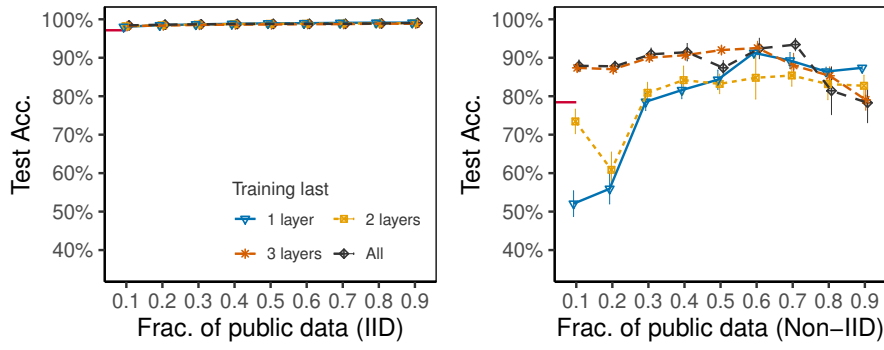 100%
90%
80%
70%
60%
50%
40%
Test Acc.
Training last
1 layer
2 layers
3 layers
All
0.1 0.2 0.3 0.4 0.5 0.6 0.7 0.8 0.9
Frac. of public data (IID)
100%
90%
80%
70%
60%
50%
40%
Test Acc.
0.1 0.2 0.3 0.4 0.5 0.6 0.7 0.8 0.9
Frac. of public data (Non−IID)